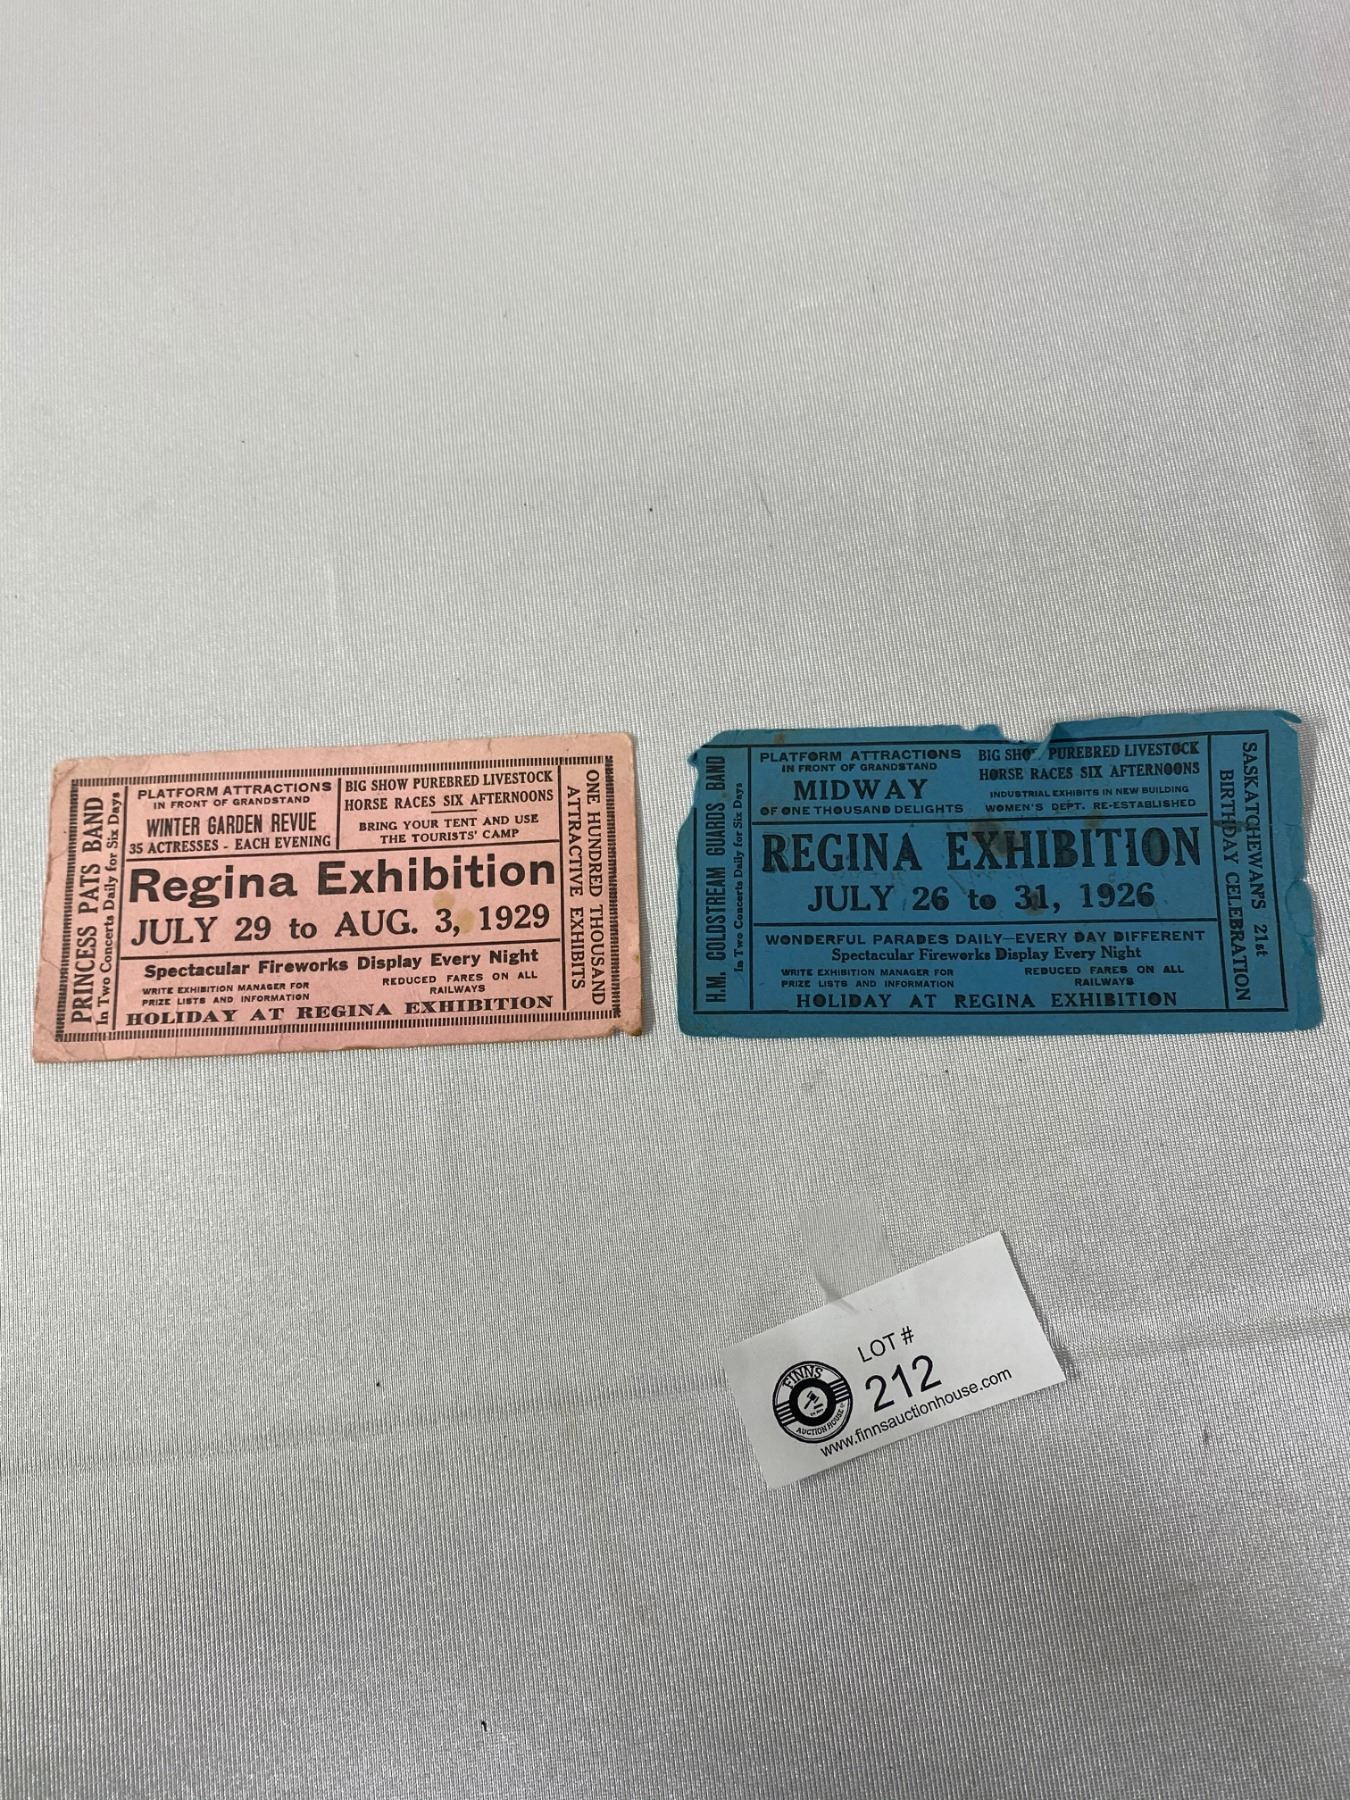 PRINCESS PATS BAND
In Two Concerts Daily for Six Days
PLATFORM ATTRACTIONS
IN FRONT OF GRANDSTAND
WINTER GARDEN REVUE
35 ACTRESSES - EACH EVENING
BIG SHOW PUREBRED LIVESTOCK
HORSE RACES SIX AFTERNOONS
BRING YOUR TENT AND USE
THE TOURISTS' CAMP
Regina Exhibition
JULY 29 to AUG. 3, 1929
Spectacular Fireworks Display Every Night
WRITE EXHIBITION MANAGER FOR
PRIZE LISTS AND INFORMATION
REDUCED FARES ON ALL
RAILWAYS
HOLIDAY AT REGINA EXHIBITION
ONE HUNDRED THOUSAND
ATTRACTIVE EXHIBITS
H.M. COLDSTREAM GUARDS BAND
In Two Concerts Daily for Six Days
PLATFORM ATTRACTIONS
IN FRONT OF GRANDSTAND
MIDWAY
OF ONE THOUSAND DELIGHTS
BIG SHO PUREBRED LIVESTOCK
HORSE RACES SIX AFTERNOONS
INDUSTRIAL EXHIBITS IN NEW BUILDING
WOMEN'S DEPT. RE-ESTABLISHED
REGINA EXHIBITION
JULY 26 to 31, 1926
WONDERFUL PARADES DAILY—EVERY DAY DIFFERENT
Spectacular Fireworks Display Every Night
WRITE EXHIBITION MANAGER FOR
PRIZE LISTS AND INFORMATION
REDUCED FARES ON ALL
RAILWAYS
HOLIDAY AT REGINA EXHIBITION
SASKATCHEWAN'S 21st
BIRTHDAY CELEBRATION
FINNS
AUCTION HOUSE
LOT #
212
www.finnsauctionhouse.com